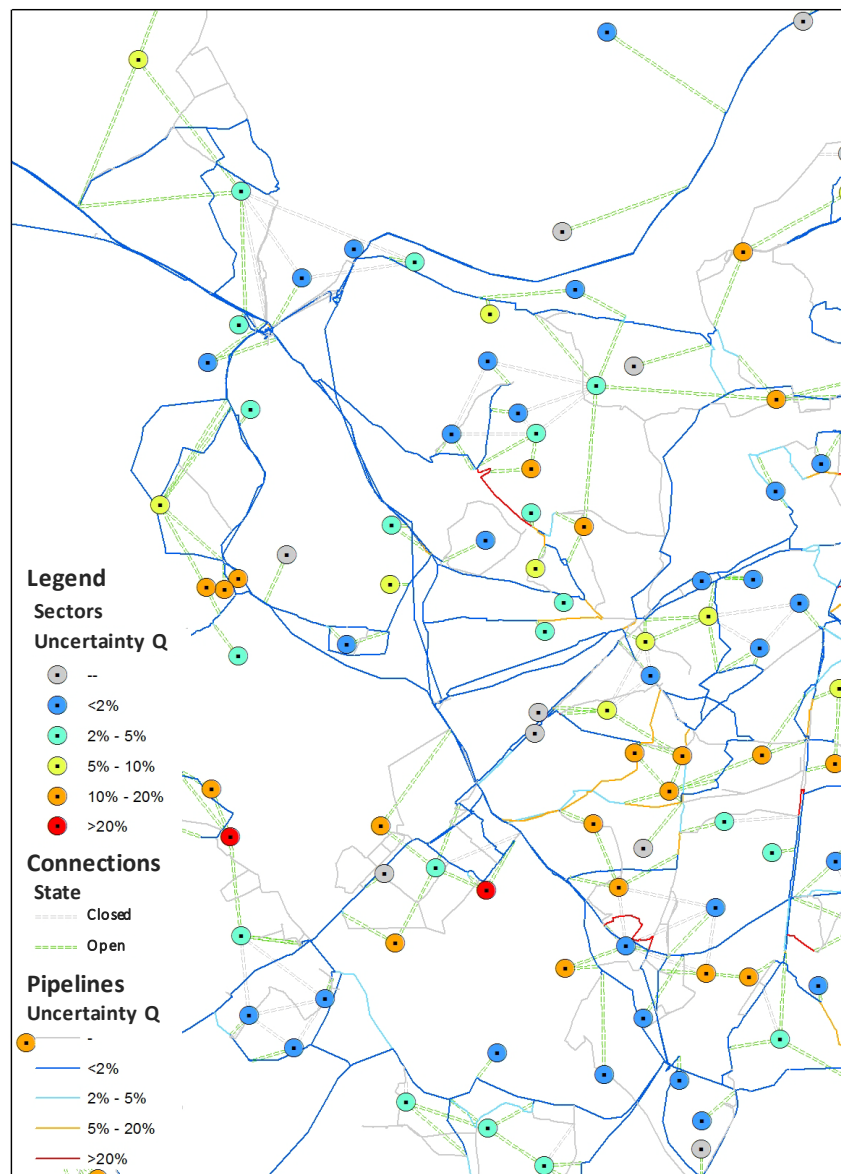 Legend
Sectors
Uncertainty Q
--
<2%
2% - 5%
5% - 10%
10% - 20%
>20%
Connections
State
Closed
Open
Pipelines
Uncertainty Q
-
<2%
2% - 5%
5% - 20%
>20%